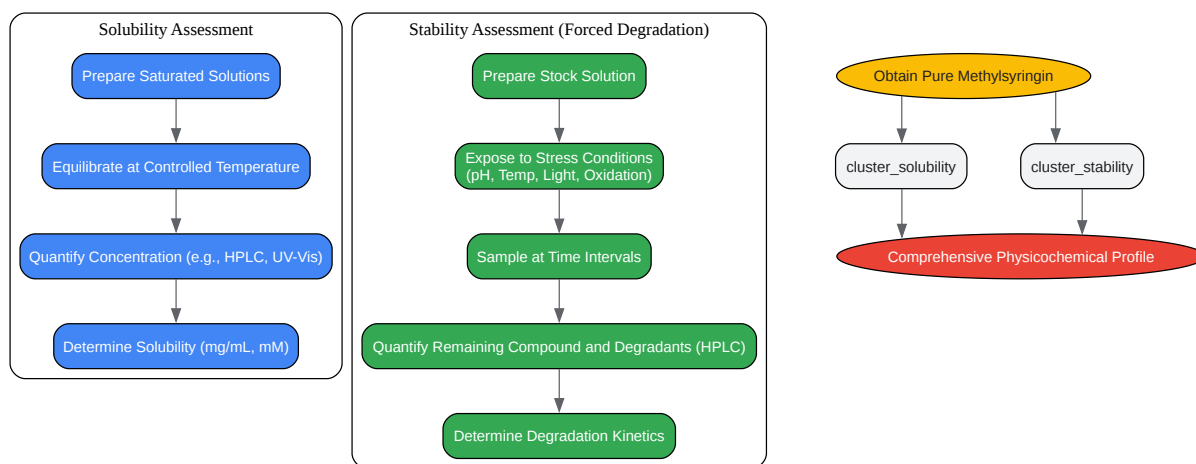 Solubility Assessment
Prepare Saturated Solutions
Equilibrate at Controlled Temperature
Quantify Concentration (e.g., HPLC, UV-Vis)
Determine Solubility (mg/mL, mM)
Stability Assessment (Forced Degradation)
Prepare Stock Solution
Expose to Stress Conditions
(pH, Temp, Light, Oxidation)
Sample at Time Intervals
Quantify Remaining Compound and Degradants (HPLC)
Determine Degradation Kinetics
Obtain Pure Methylsyringin
cluster_solubility
cluster_stability
Comprehensive Physicochemical Profile